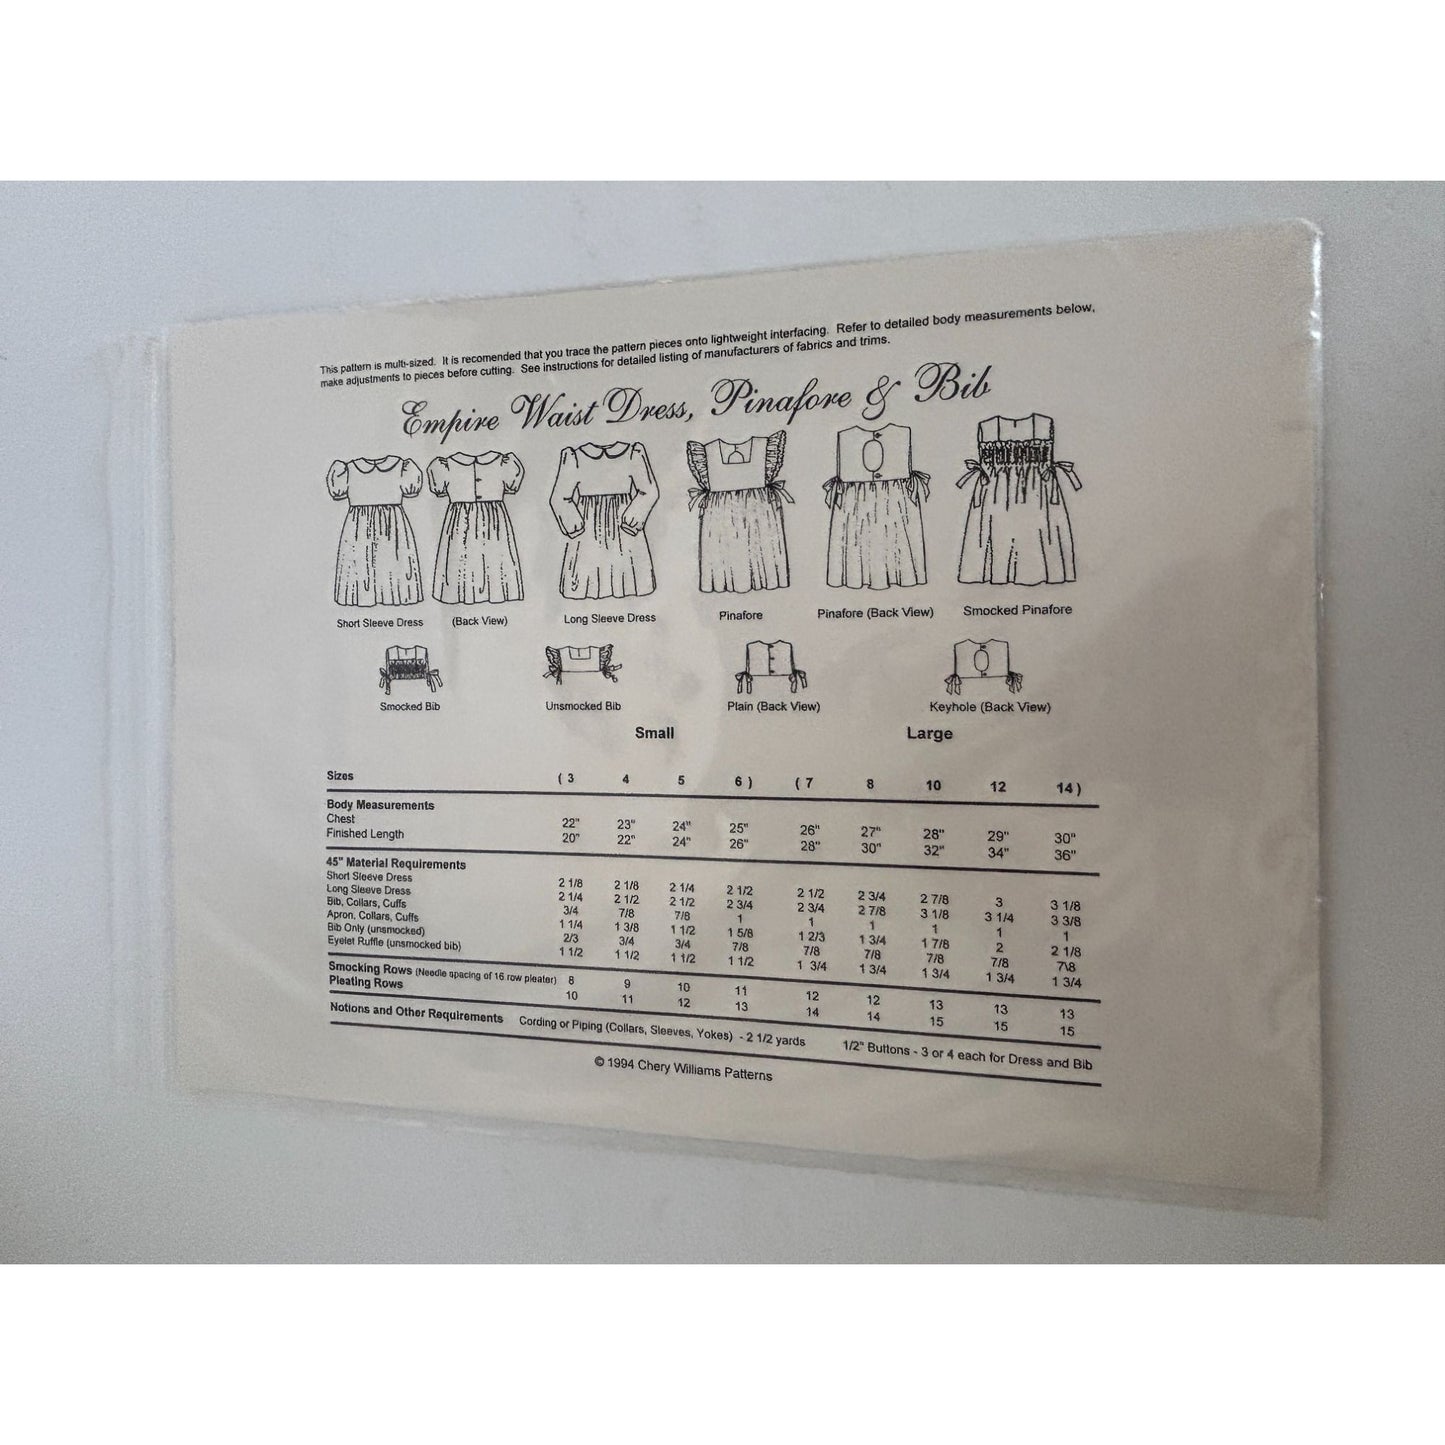 This pattern is multi-sized. It is recomended that you trace the pattern pieces onto lightweight interfacing. Refer to detailed body measurements below,
make adjustments to pieces before cutting. See instructions for detailed listing of manufacturers of fabrics and trims.
Empire Waist Dress, Pinafore & Bib
Short Sleeve Dress (Back View) Long Sleeve Dress Pinafore Pinafore (Back View) Smocked Pinafore
Smocked Bib Unsmocked Bib Plain (Back View) Keyhole (Back View)
Small Large
Sizes ( 3 4 5 6 ) ( 7 8 10 12 14 )
Body Measurements
Chest 22" 23" 24" 25" 26" 27" 28" 29" 30"
Finished Length 20" 22" 24" 26" 28" 30" 32" 34" 36"
45" Material Requirements
Short Sleeve Dress 2 1/8 2 1/8 2 1/4 2 1/2 2 1/2 2 3/4 2 7/8 3 3 1/8
Long Sleeve Dress 2 1/4 2 1/2 2 1/2 2 3/4 2 3/4 2 7/8 3 1/8 3 1/4 3 3/8
Bib, Collars, Cuffs 3/4 7/8 7/8 1 1 1 1 1 1
Apron, Collars, Cuffs 1 1/4 1 3/8 1 1/2 1 5/8 1 2/3 1 3/4 1 7/8 2 2 1/8
Bib Only (unsmocked) 2/3 3/4 3/4 7/8 7/8 7/8 7/8 7/8 7\8
Eyelet Ruffle (unsmocked bib) 1 1/2 1 1/2 1 1/2 1 1/2 1 3/4 1 3/4 1 3/4 1 3/4 1 3/4
Smocking Rows (Needle spacing of 16 row pleater) 8 9 10 11 12 12 13 13 13
Pleating Rows 10 11 12 13 14 14 15 15 15
Notions and Other Requirements Cording or Piping (Collars, Sleeves, Yokes) - 2 1/2 yards 1/2" Buttons - 3 or 4 each for Dress and Bib
© 1994 Chery Williams Patterns